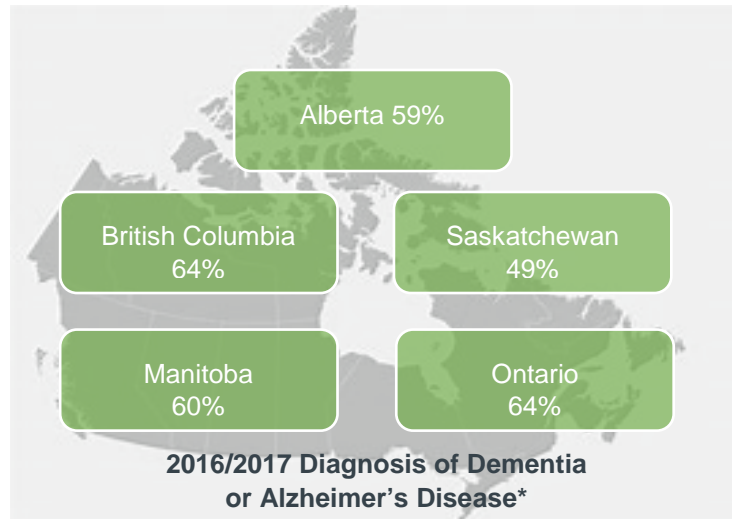 Alberta 59%
British Columbia
64%
Saskatchewan
49%
Manitoba
60%
Ontario
64%
2016/2017 Diagnosis of Dementia
or Alzheimer's Disease*